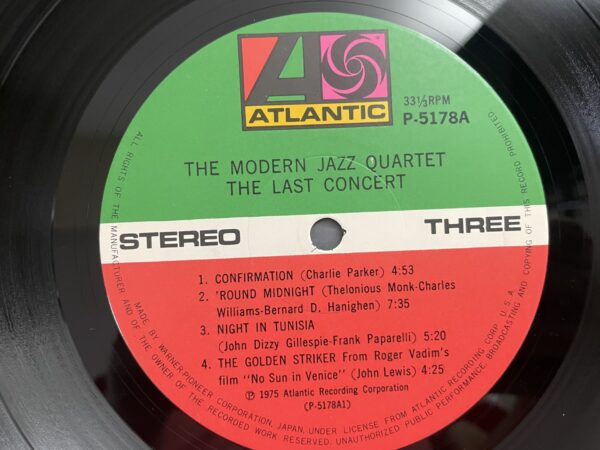 ATLANTIC
33⅓RPM
P-5178A
THE MODERN JAZZ QUARTET
THE LAST CONCERT
STEREO
THREE
1. CONFIRMATION (Charlie Parker) 4:53
2. 'ROUND MIDNIGHT (Thelonious Monk-Charles
Williams-Bernard D. Hanighen) 7:35
3. NIGHT IN TUNISIA
(John Dizzy Gillespie-Frank Paparelli) 5:20
4. THE GOLDEN STRIKER From Roger Vadim's
film "No Sun in Venice" (John Lewis) 4:25
Ⓟ 1975 Atlantic Recording Corporation
(P-5178A1)
ALL RIGHTS OF THE MANUFACTURER AND OF THE OWNER OF THE RECORDED WORK RESERVED. UNAUTHORIZED PUBLIC PERFORMANCE BROADCASTING AND COPYING OF THIS RECORD PROHIBITED
MADE BY WARNER-PIONEER CORPORATION, JAPAN, UNDER LICENSE FROM ATLANTIC RECORDING CORP. U.S.A.